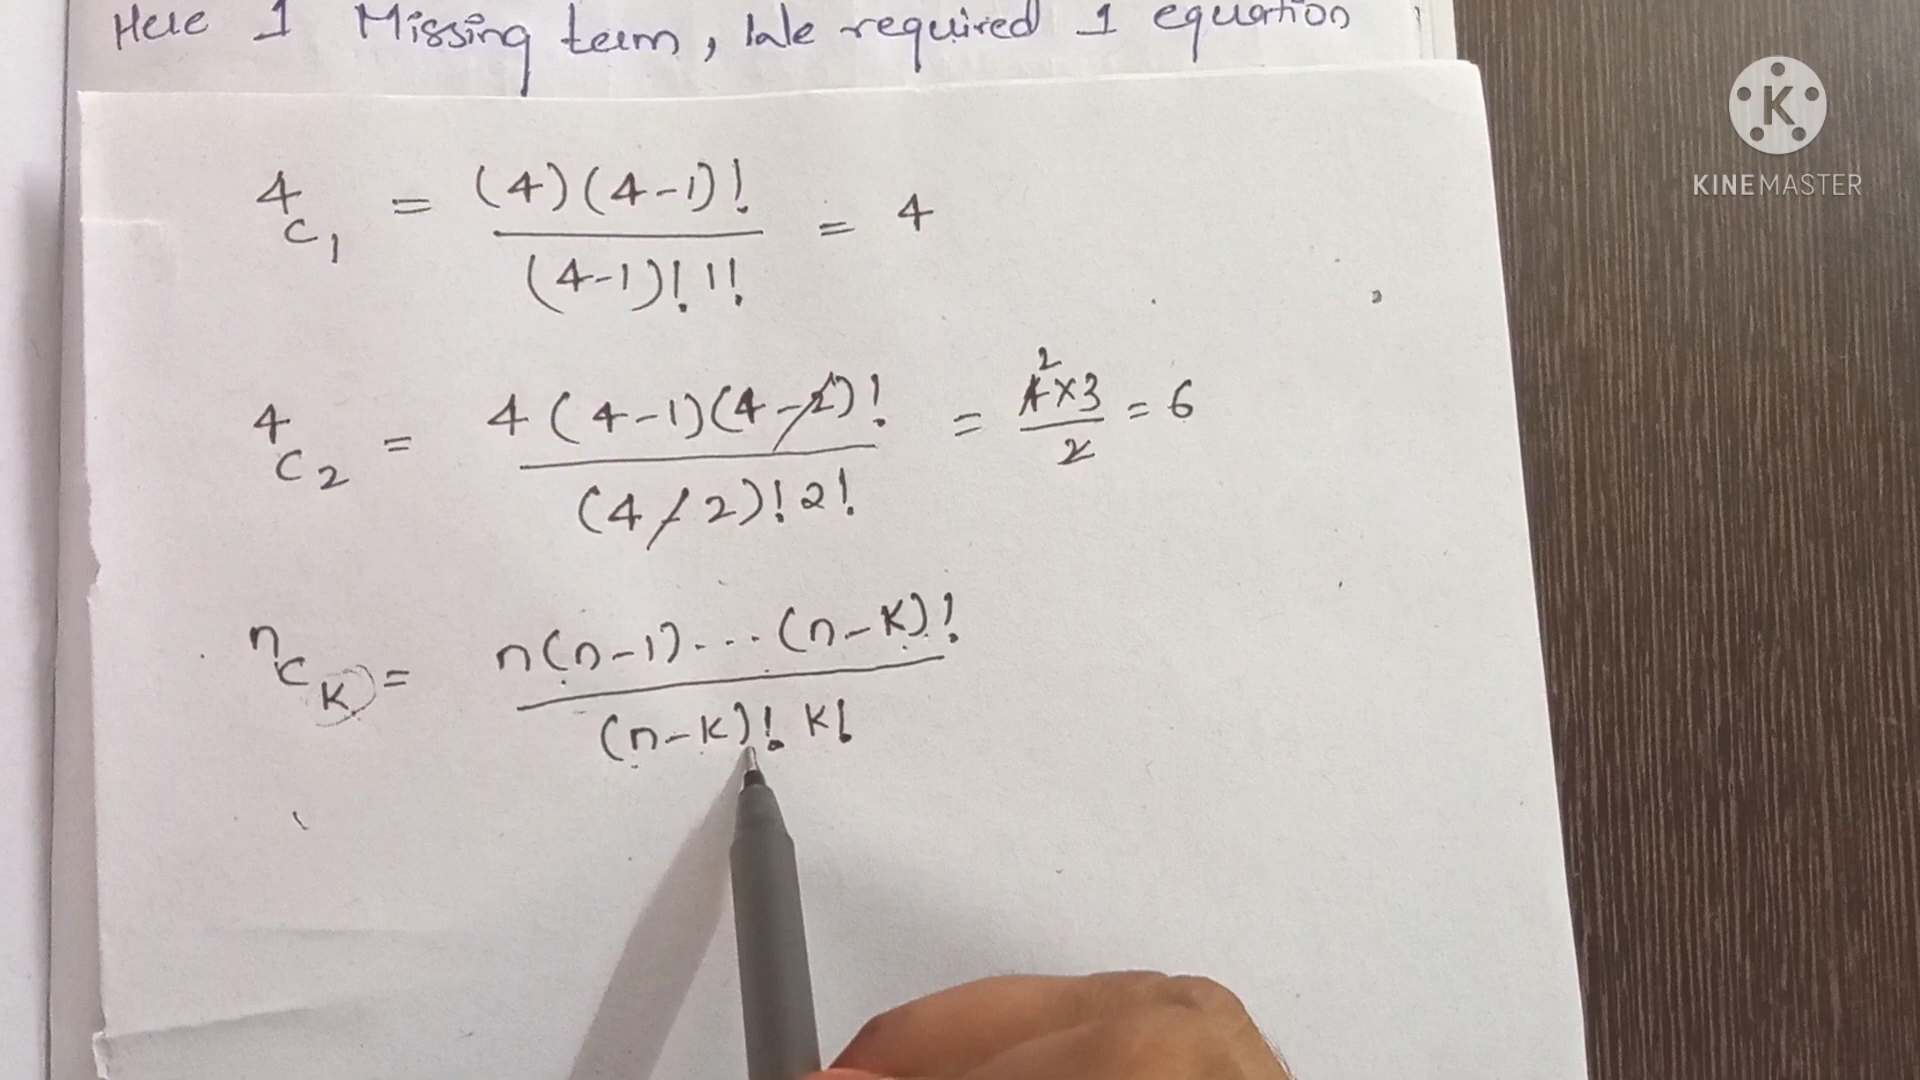 Here 1 Missing term, We required 1 equation
K
KINEMASTER
4C1 = (4)(4-1)! / (4-1)! 1! = 4
4C2 = 4(4-1)(4-2)! / (4-2)! 2! = 4² × 3 / 2 = 6
nCK = n(n-1)...(n-K)! / (n-K)! K!